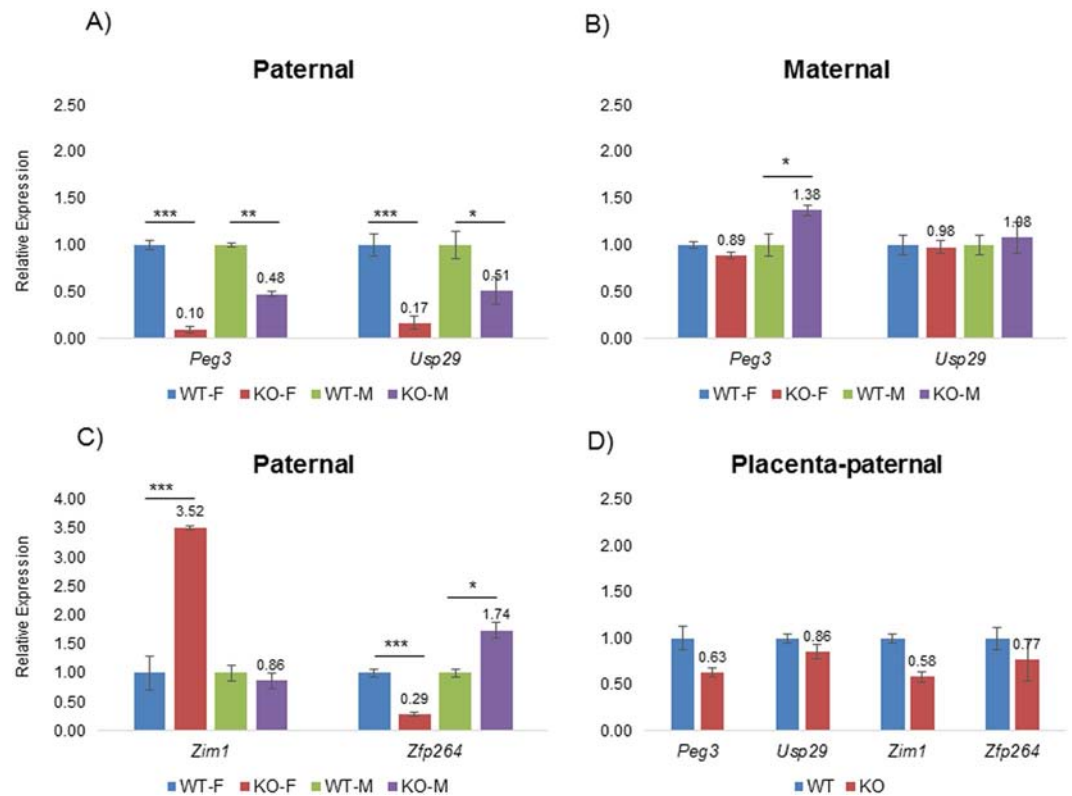 A)
Paternal
Relative Expression
2.50
2.00
1.50
1.00
0.50
0.00
***
**
***
*
0.10
0.48
0.17
0.51
Peg3
Usp29
WT-F KO-F WT-M KO-M
B)
Maternal
2.50
2.00
1.50
1.00
0.50
0.00
*
0.89
1.38
0.98
Peg3
Usp29
WT-F KO-F WT-M KO-M
C)
Paternal
Relative Expression
4.00
3.50
3.00
2.50
2.00
1.50
1.00
0.50
0.00
***
3.52
0.86
***
0.29
*
1.74
Zim1
Zfp264
WT-F KO-F WT-M KO-M
D)
Placenta-paternal
2.50
2.00
1.50
1.00
0.50
0.00
0.63
0.86
0.58
0.77
Peg3
Usp29
Zim1
Zfp264
WT KO